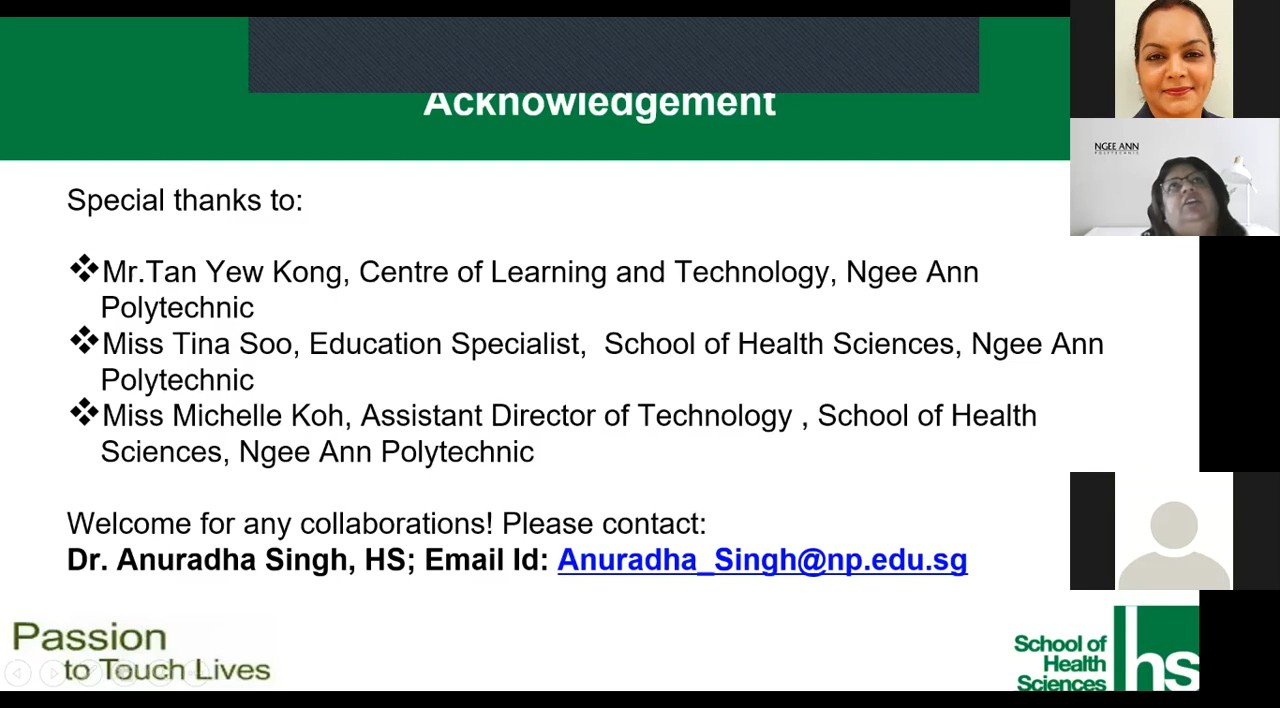 Acknowledgement
NGEE ANN
POLYTECHNIC
Special thanks to:
❖Mr.Tan Yew Kong, Centre of Learning and Technology, Ngee Ann
Polytechnic
❖Miss Tina Soo, Education Specialist,  School of Health Sciences, Ngee Ann
Polytechnic
❖Miss Michelle Koh, Assistant Director of Technology , School of Health
Sciences, Ngee Ann Polytechnic
Welcome for any collaborations! Please contact:
Dr. Anuradha Singh, HS; Email Id: Anuradha_Singh@np.edu.sg
Passion
to Touch Lives
School of
Health
Sciences
hs